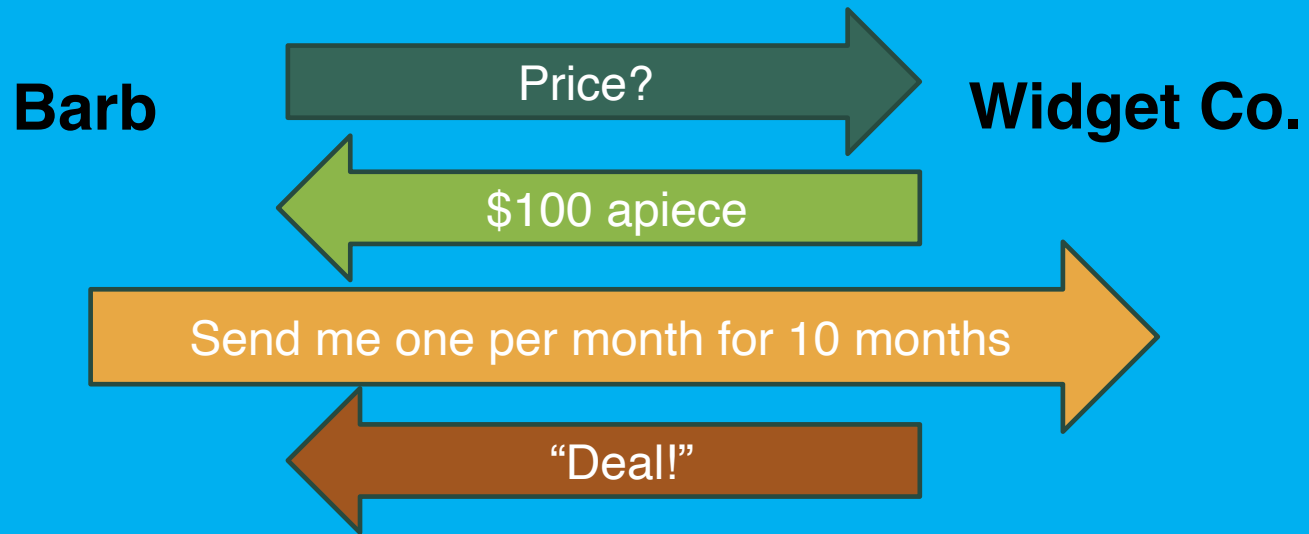 Barb
Price?
Widget Co.
$100 apiece
Send me one per month for 10 months
“Deal!”